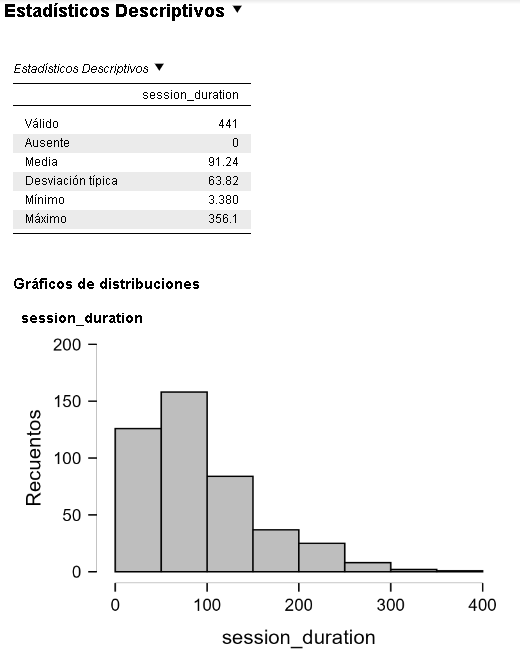 Estadísticos Descriptivos ▼
Estadísticos Descriptivos ▼
session_duration
Válido 441
Ausente 0
Media 91.24
Desviación típica 63.82
Mínimo 3.380
Máximo 356.1
Gráficos de distribuciones
session_duration
200
150
100
50
0
Recuentos
0 100 200 300 400
session_duration